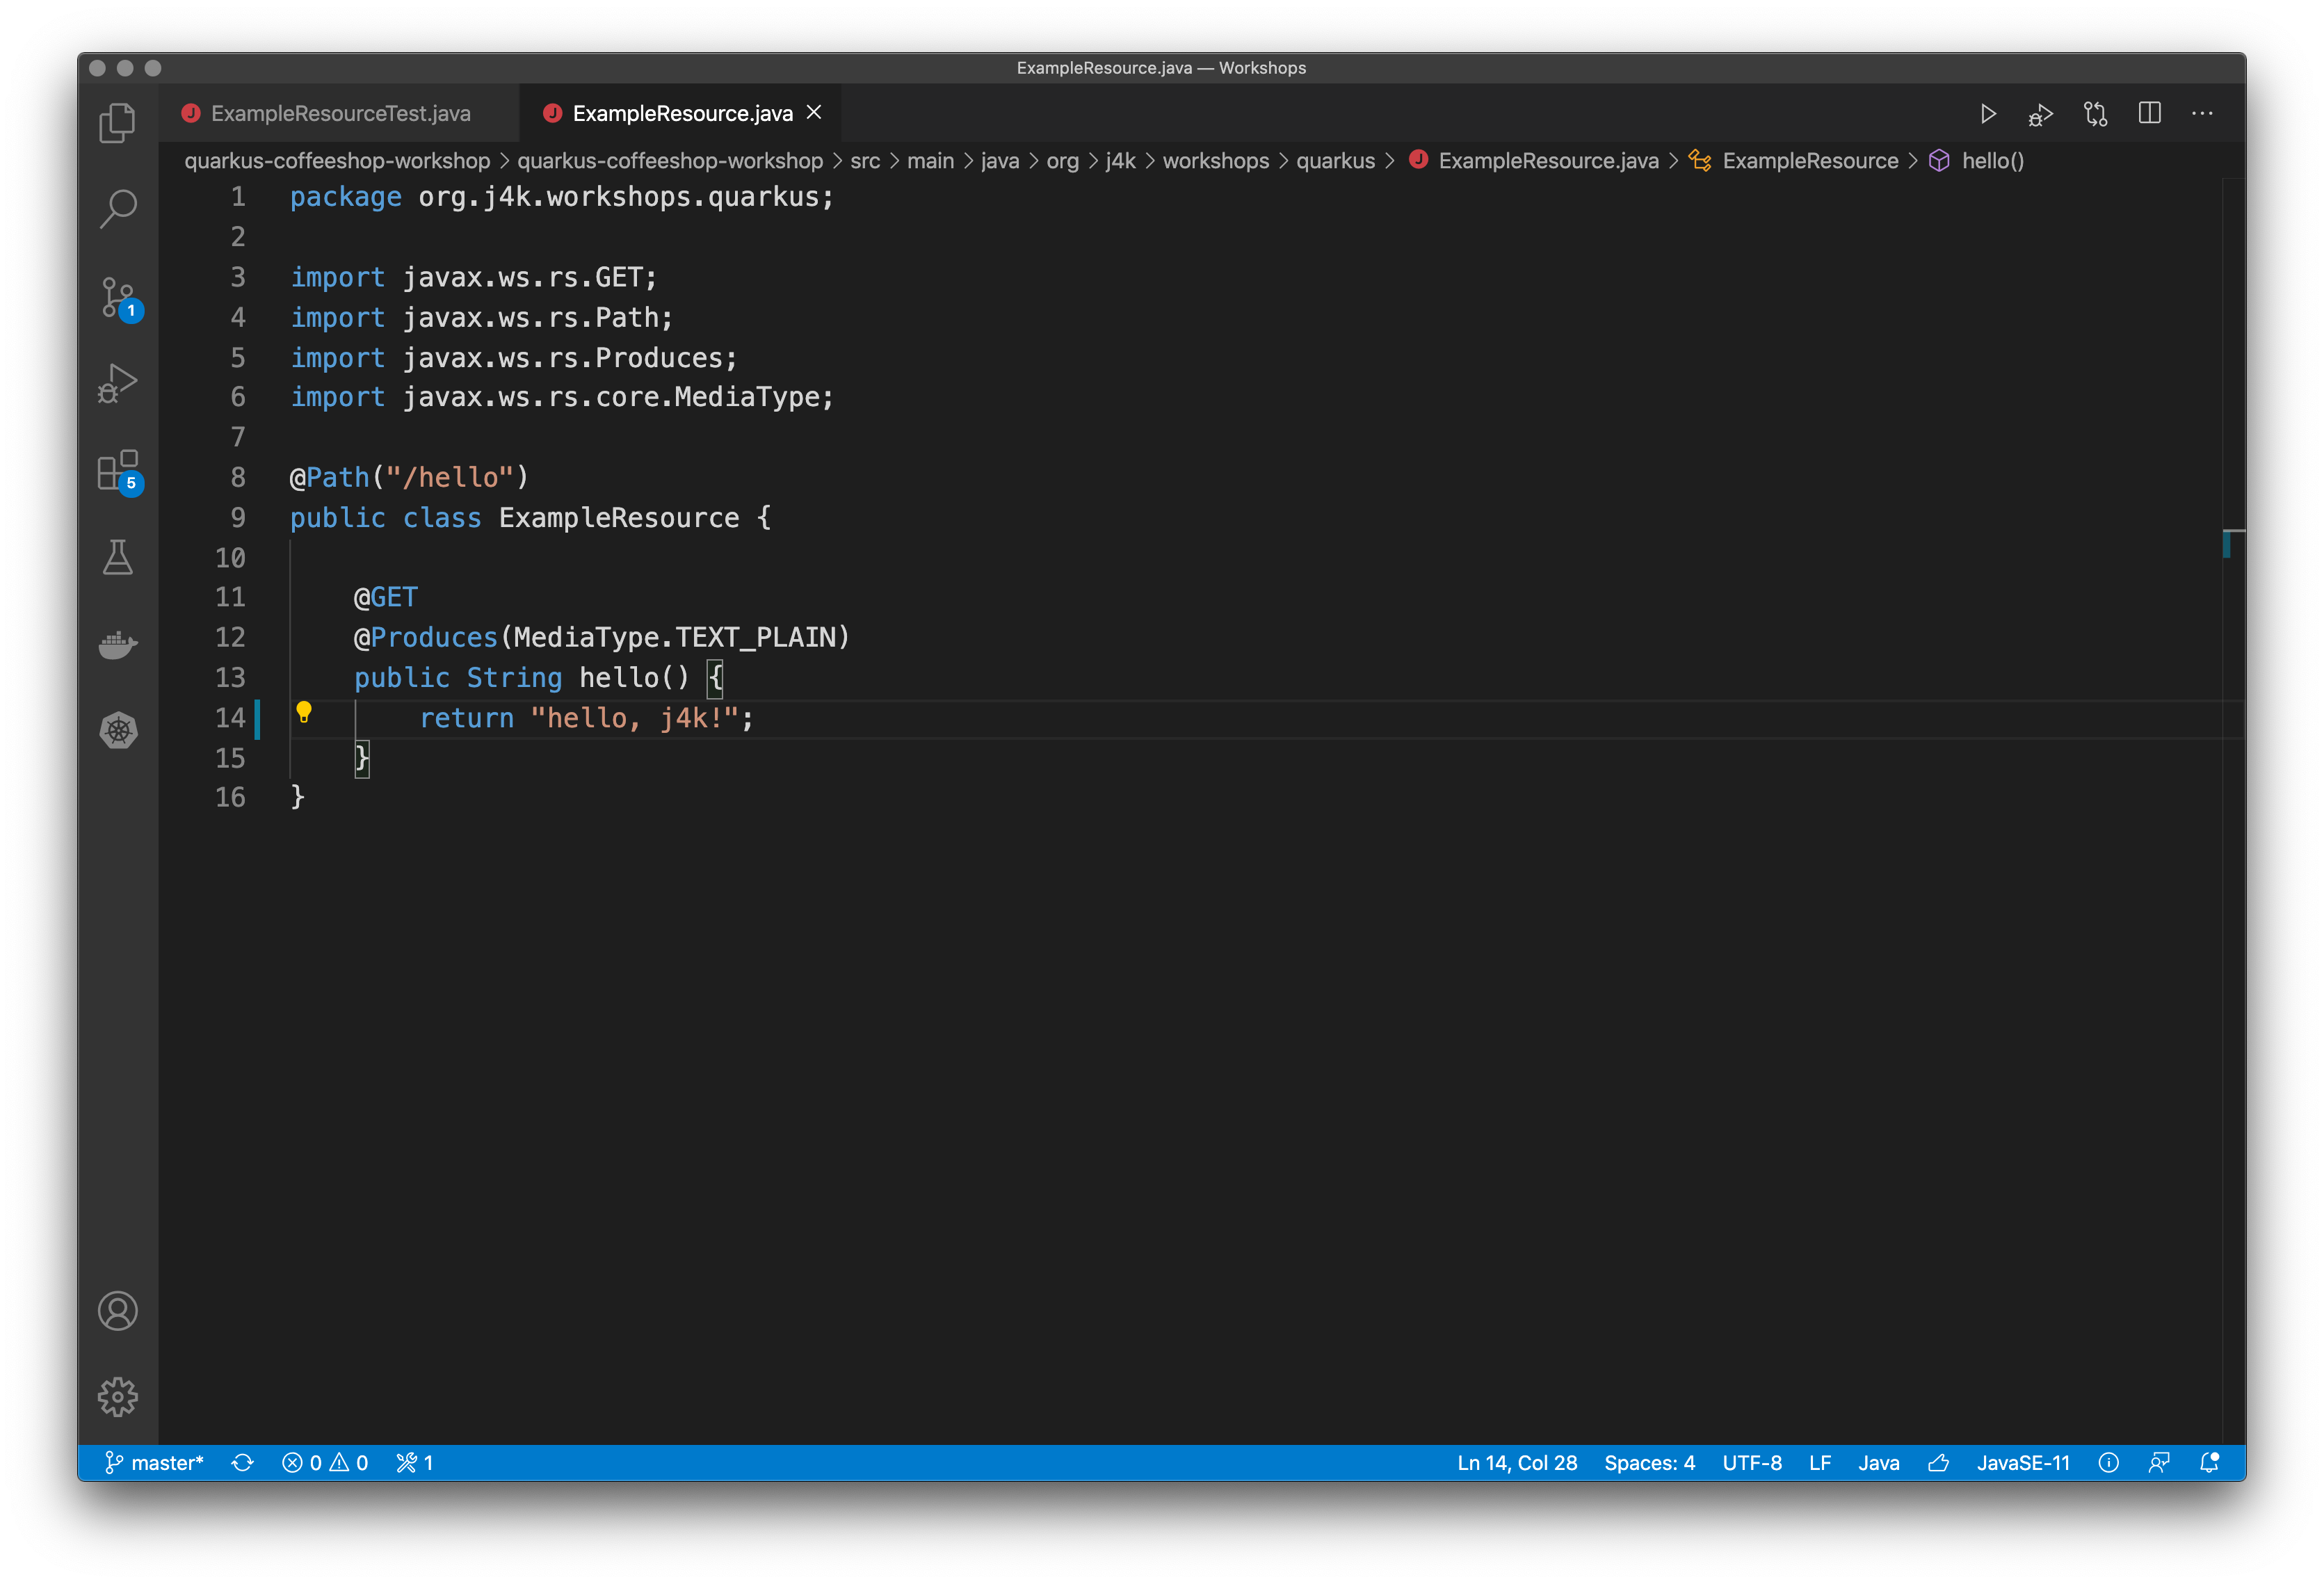 ExampleResource.java — Workshops
ExampleResourceTest.java ExampleResource.java
quarkus-coffeeshop-workshop > quarkus-coffeeshop-workshop > src > main > java > org > j4k > workshops > quarkus > J ExampleResource.java > ExampleResource > hello()
1 package org.j4k.workshops.quarkus;
2
3 import javax.ws.rs.GET;
4 import javax.ws.rs.Path;
5 import javax.ws.rs.Produces;
6 import javax.ws.rs.core.MediaType;
7
8 @Path("/hello")
9 public class ExampleResource {
10
11     @GET
12     @Produces(MediaType.TEXT_PLAIN)
13     public String hello() {
14         return "hello, j4k!";
15     }
16 }
1
5
master* 0 0 1 Ln 14, Col 28 Spaces: 4 UTF-8 LF Java JavaSE-11